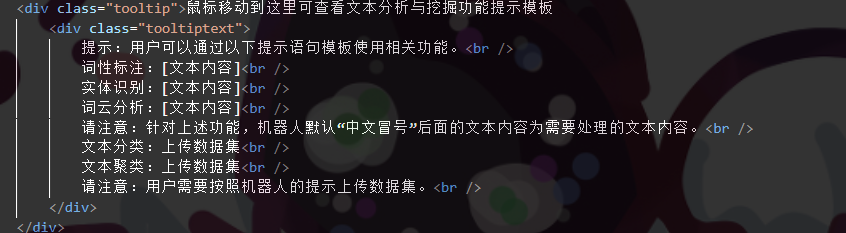 <div class="tooltip">鼠标移动到这里可查看文本分析与挖掘功能提示模板
<div class="tooltiptext">
提示：用户可以通过以下提示语句模板使用相关功能。<br />
词性标注：[文本内容]<br />
实体识别：[文本内容]<br />
词云分析：[文本内容]<br />
请注意：针对上述功能，机器人默认“中文冒号”后面的文本内容为需要处理的文本内容。<br />
文本分类：上传数据集<br />
文本聚类：上传数据集<br />
请注意：用户需要按照机器人的提示上传数据集。<br />
</div>
</div>